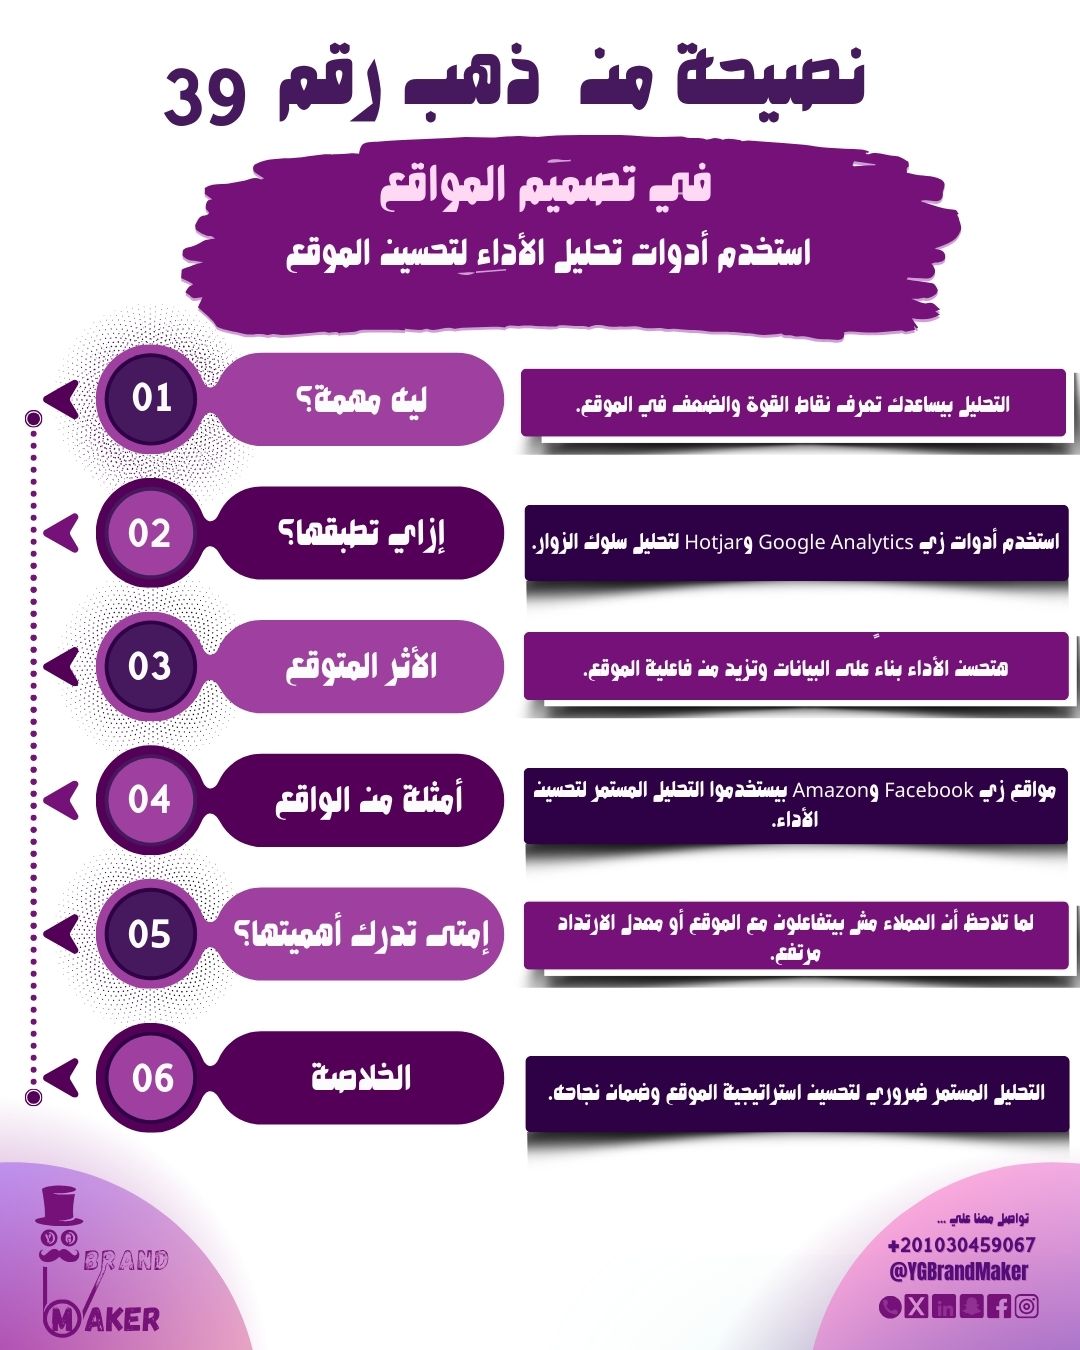 نصيحة من ذهب رقم 39
في تصميم المواقع
استخدم أدوات تحليل الأداء لتحسين الموقع
01
ليه مهمة؟
التحليل بيساعدك تعرف نقاط القوة والضعف في الموقع.
02
إزاي تطبقها؟
استخدم أدوات زي Google Analytics وHotjar لتحليل سلوك الزوار.
03
الأثر المتوقع
هتحسن الأداء بناءً على البيانات وتزيد من فاعلية الموقع.
04
أمثلة من الواقع
مواقع زي Facebook وAmazon بيستخدموا التحليل المستمر لتحسين
الأداء.
05
إمتى تدرك أهميتها؟
لما تلاحظ أن العملاء مش بيتفاعلون مع الموقع أو معدل الارتداد
مرتفع.
06
الخلاصة
التحليل المستمر ضروري لتحسين استراتيجية الموقع وضمان نجاحه.
BRAND
MAKER
تواصل معنا علي ...
+201030459067
@YGBrandMaker